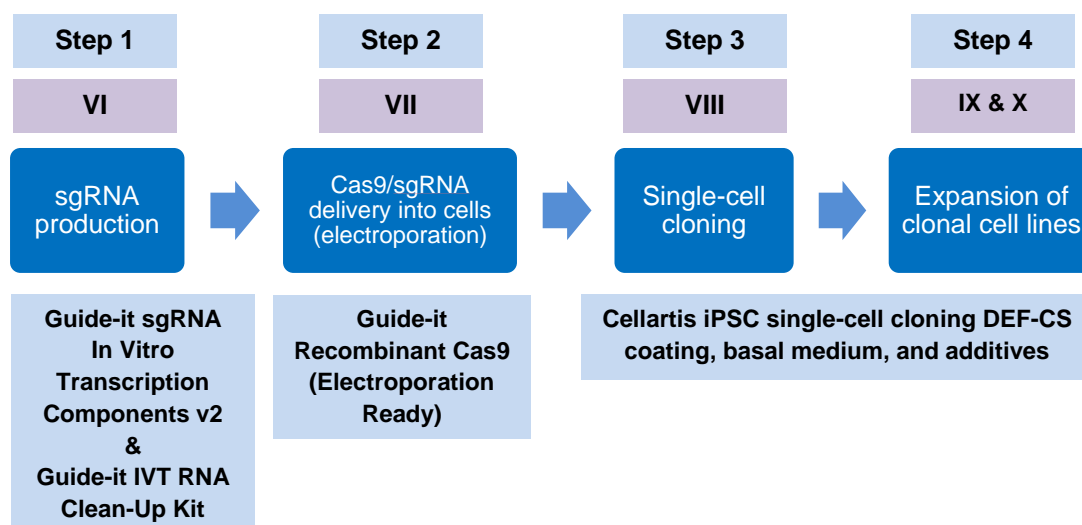 Step 1
Step 2
Step 3
Step 4
VI
VII
VIII
IX & X
sgRNA
production
Cas9/sgRNA
delivery into cells
(electroporation)
Single-cell
cloning
Expansion of
clonal cell lines
Guide-it sgRNA
In Vitro
Transcription
Components v2
&
Guide-it IVT RNA
Clean-Up Kit
Guide-it
Recombinant Cas9
(Electroporation
Ready)
Cellartis iPSC single-cell cloning DEF-CS
coating, basal medium, and additives